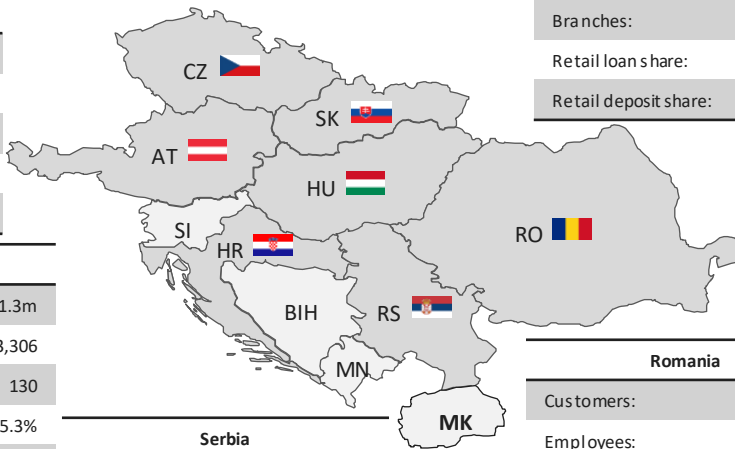 Branches:
Retail loan share:
Retail deposit share:
CZ
SK
AT
HU
RO
SI
HR
BIH
RS
MN
MK
1.3m
3,306
130
5.3%
Serbia
Romania
Customers:
Employees: